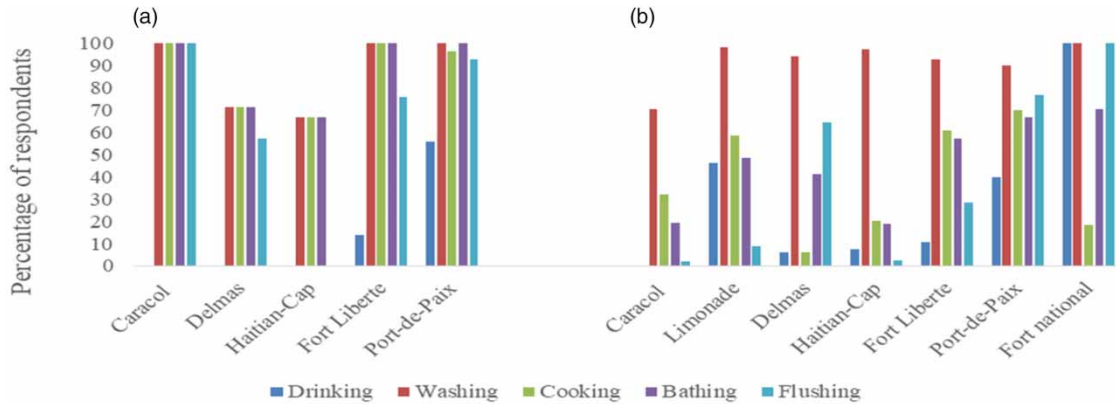 (a)
(b)
Percentage of respondents
100
90
80
70
60
50
40
30
20
10
0
Caracol
Delmas
Haitian-Cap
Fort Liberte
Port-de-Paix
Caracol
Limonade
Delmas
Haitian-Cap
Fort Liberte
Port-de-Paix
Fort national
Drinking Washing Cooking Bathing Flushing